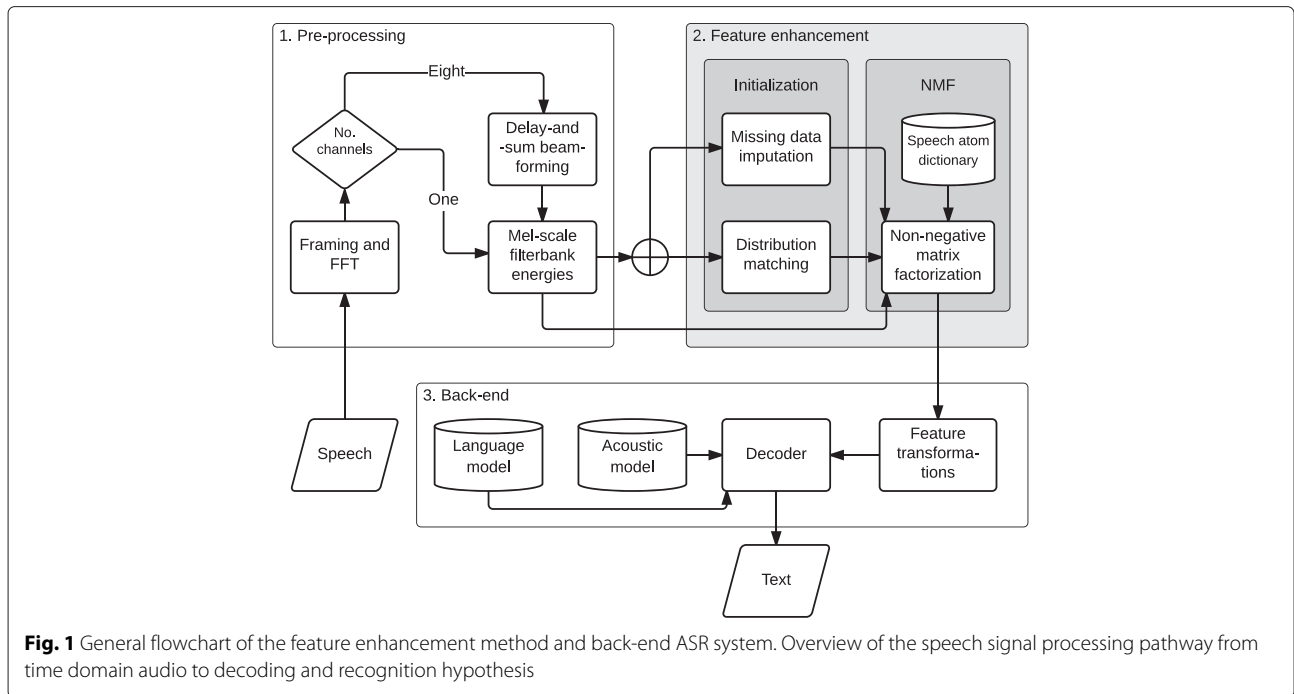 1. Pre-processing
Eight
No.
channels
One
Delay-and
-sum beam-
forming
Framing and
FFT
Mel-scale
filterbank
energies
2. Feature enhancement
Initialization
NMF
Missing data
imputation
Speech atom
dictionary
Distribution
matching
Non-negative
matrix
factorization
Speech
3. Back-end
Language
model
Acoustic
model
Decoder
Feature
transforma-
tions
Text
Fig. 1 General flowchart of the feature enhancement method and back-end ASR system. Overview of the speech signal processing pathway from
time domain audio to decoding and recognition hypothesis